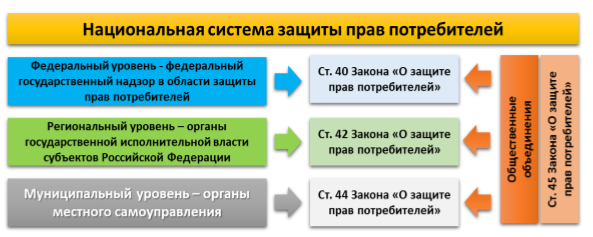 Национальная система защиты прав потребителей
Федеральный уровень - федеральный
государственный надзор в области защиты
прав потребителей
Ст. 40 Закона «О защите
прав потребителей»
Региональный уровень – органы
государственной исполнительной власти
субъектов Российской Федерации
Ст. 42 Закона «О защите
прав потребителей»
Муниципальный уровень – органы
местного самоуправления
Ст. 44 Закона «О защите
прав потребителей»
Общественные
объединения
Ст. 45 Закона «О защите
прав потребителей»